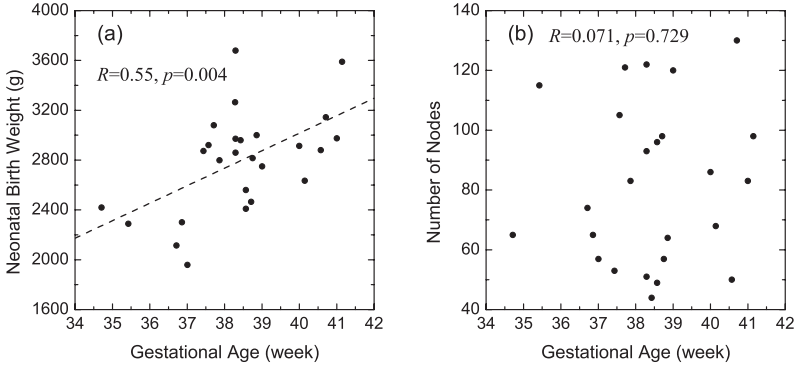 (a)
R=0.55, p=0.004
Neonatal Birth Weight (g)
4000
3600
3200
2800
2400
2000
1600
34 35 36 37 38 39 40 41 42
Gestational Age (week)
(b)
R=0.071, p=0.729
Number of Nodes
140
120
100
80
60
40
34 35 36 37 38 39 40 41 42
Gestational Age (week)